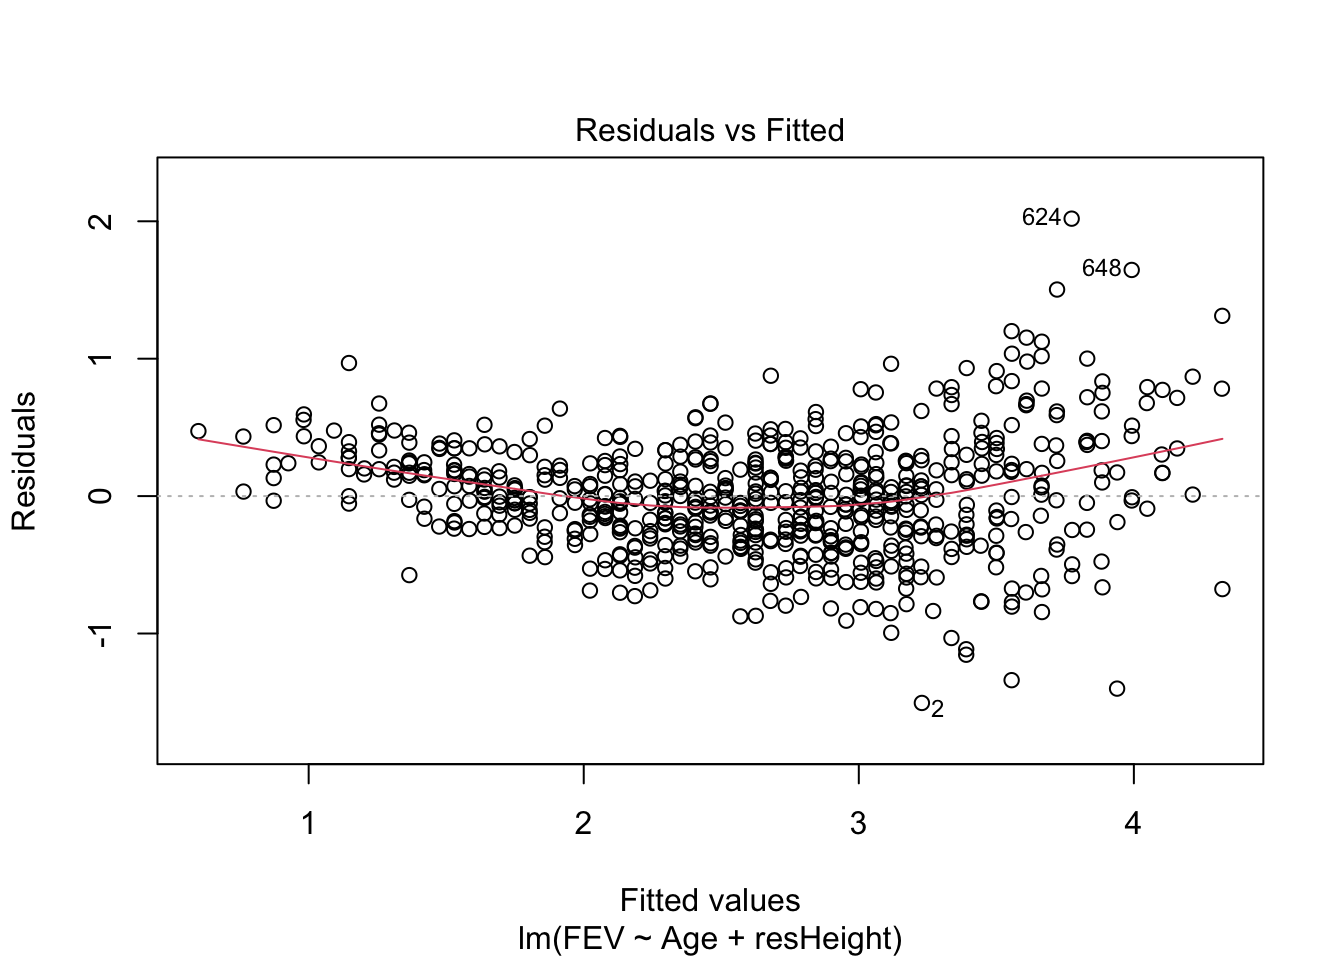 Residuals vs Fitted
Residuals
2
1
0
-1
624
648
2
1
2
3
4
Fitted values
lm(FEV ~ Age + resHeight)